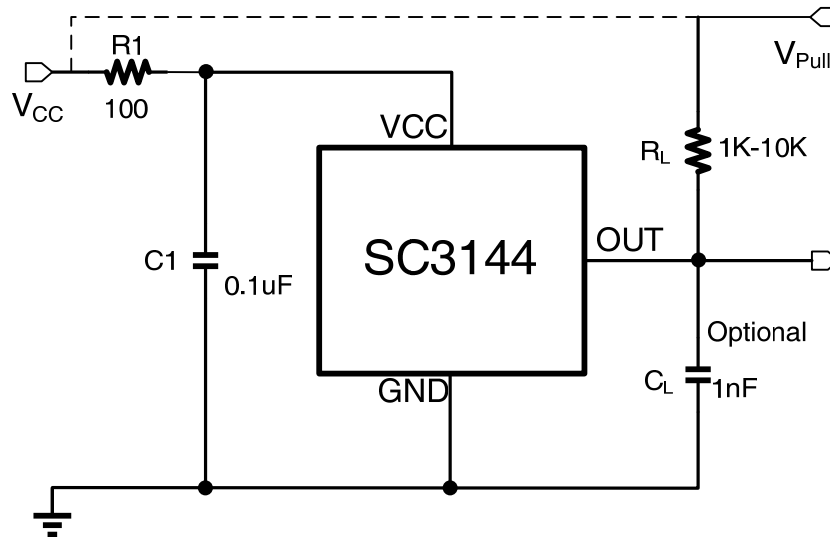 R1
V_CC
100
V_Pull
VCC
R_L
1K-10K
C1
0.1uF
SC3144
OUT
Optional
GND
C_L
1nF